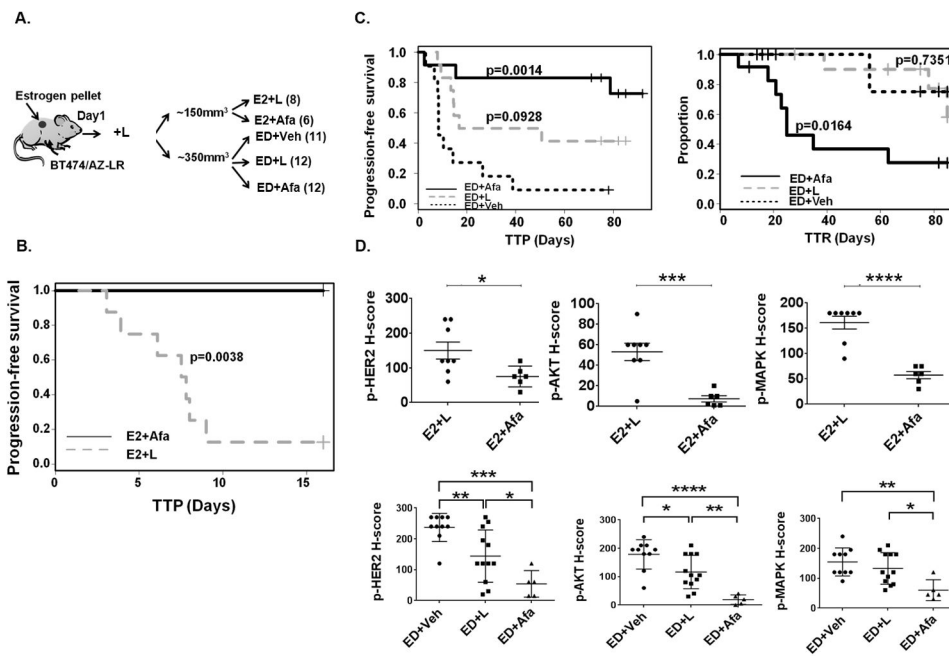 A.
Estrogen pellet
Day1
+L
BT474/AZ-LR
~150mm³
~350mm³
E2+L (8)
E2+Afa (6)
ED+Veh (11)
ED+L (12)
ED+Afa (12)
B.
Progression-free survival
1.0
0.8
0.6
0.4
0.2
0.0
p=0.0038
E2+Afa
E2+L
0 5 10 15
TTP (Days)
C.
Progression-free survival
1.0
0.8
0.6
0.4
0.2
0.0
p=0.0014
p=0.0928
ED+Afa
ED+L
ED+Veh
0 20 40 60 80
TTP (Days)
Proportion
1.0
0.8
0.6
0.4
0.2
0.0
p=0.7351
p=0.0164
ED+Afa
ED+L
ED+Veh
0 20 40 60 80
TTR (Days)
D.
p-HER2 H-score
300
200
100
0
*
E2+L
E2+Afa
p-AKT H-score
100
80
60
40
20
0
***
E2+L
E2+Afa
p-MAPK H-score
200
150
100
50
0
****
E2+L
E2+Afa
p-HER2 H-score
300
200
100
0
***
** *
ED+Veh
ED+L
ED+Afa
p-AKT H-score
300
200
100
0
****
* **
ED+Veh
ED+L
ED+Afa
p-MAPK H-score
300
200
100
0
**
*
ED+Veh
ED+L
ED+Afa